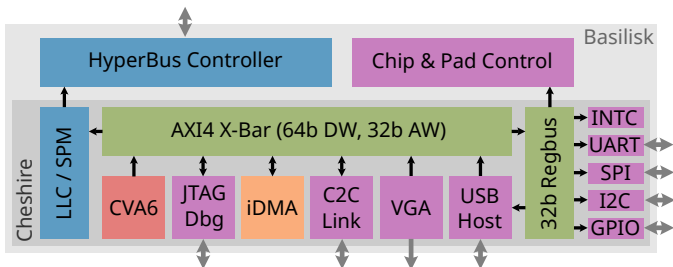 Basilisk
HyperBus Controller
Chip & Pad Control
Cheshire
LLC / SPM
AXI4 X-Bar (64b DW, 32b AW)
32b Regbus
INTC
UART
SPI
I2C
GPIO
CVA6
JTAG
Dbg
iDMA
C2C
Link
VGA
USB
Host